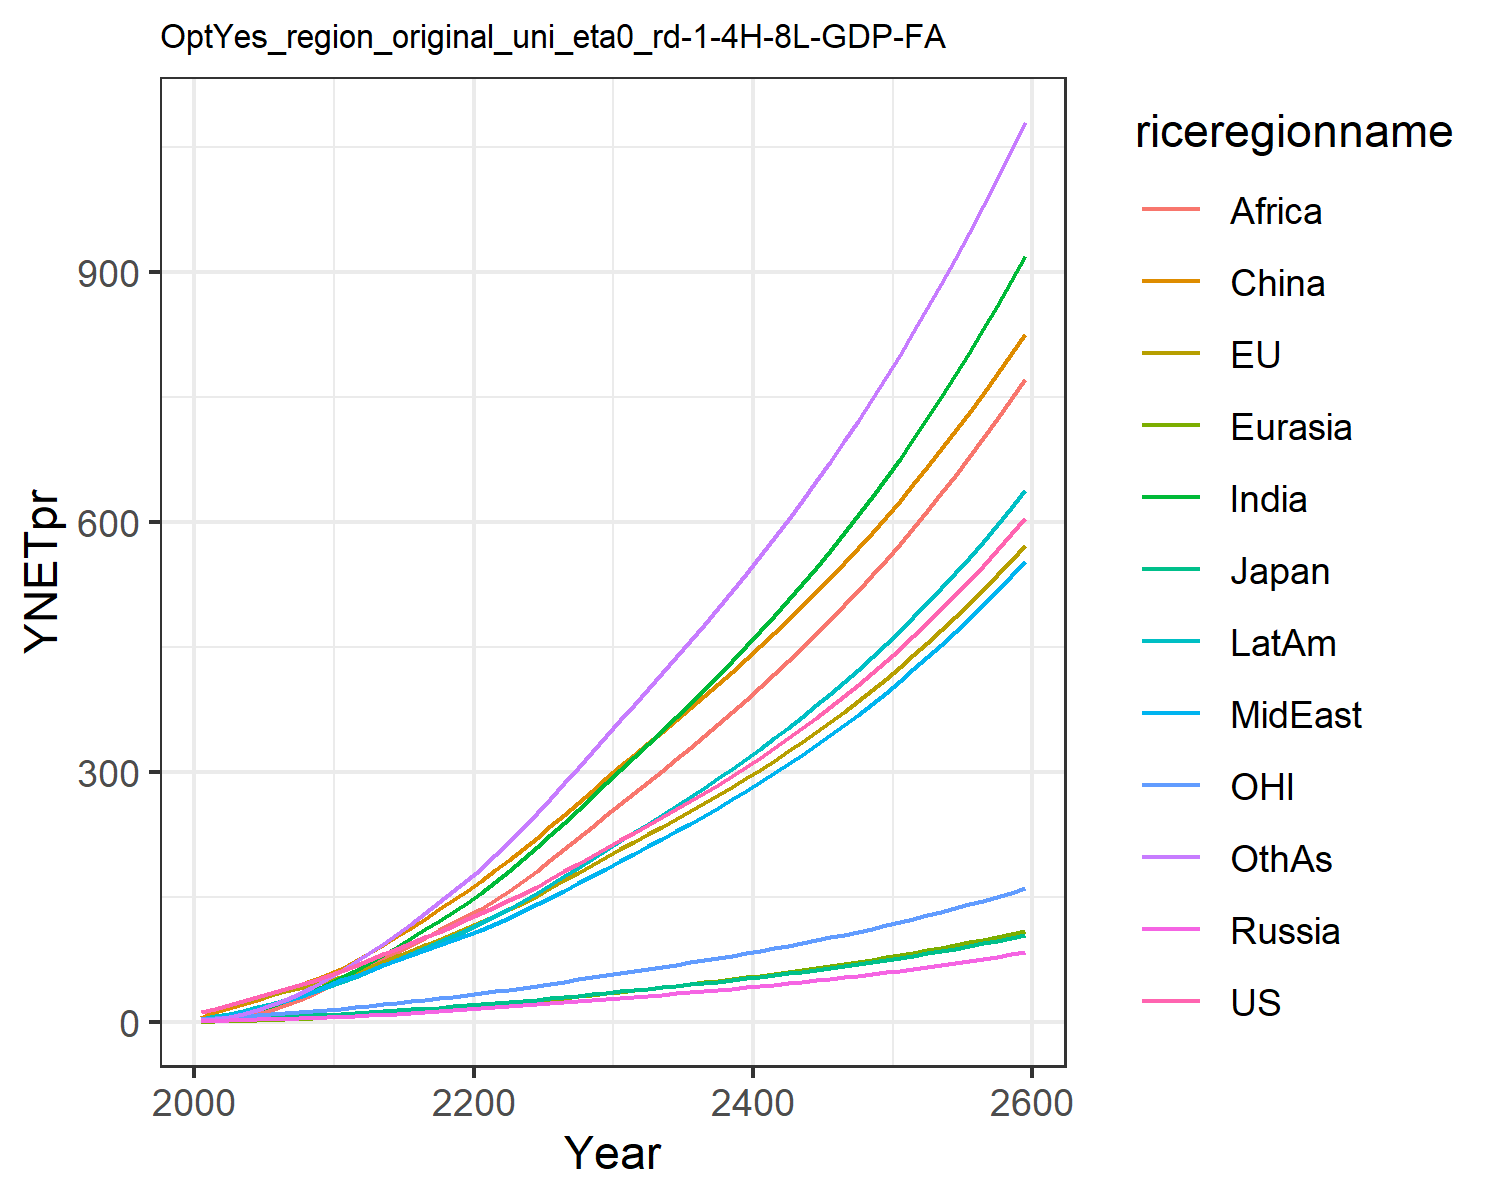 OptYes_region_original_uni_eta0_rd-1-4H-8L-GDP-FA
YNETpr
900
600
300
0
2000
2200
2400
2600
Year
riceregionname
Africa
China
EU
Eurasia
India
Japan
LatAm
MidEast
OHI
OthAs
Russia
US